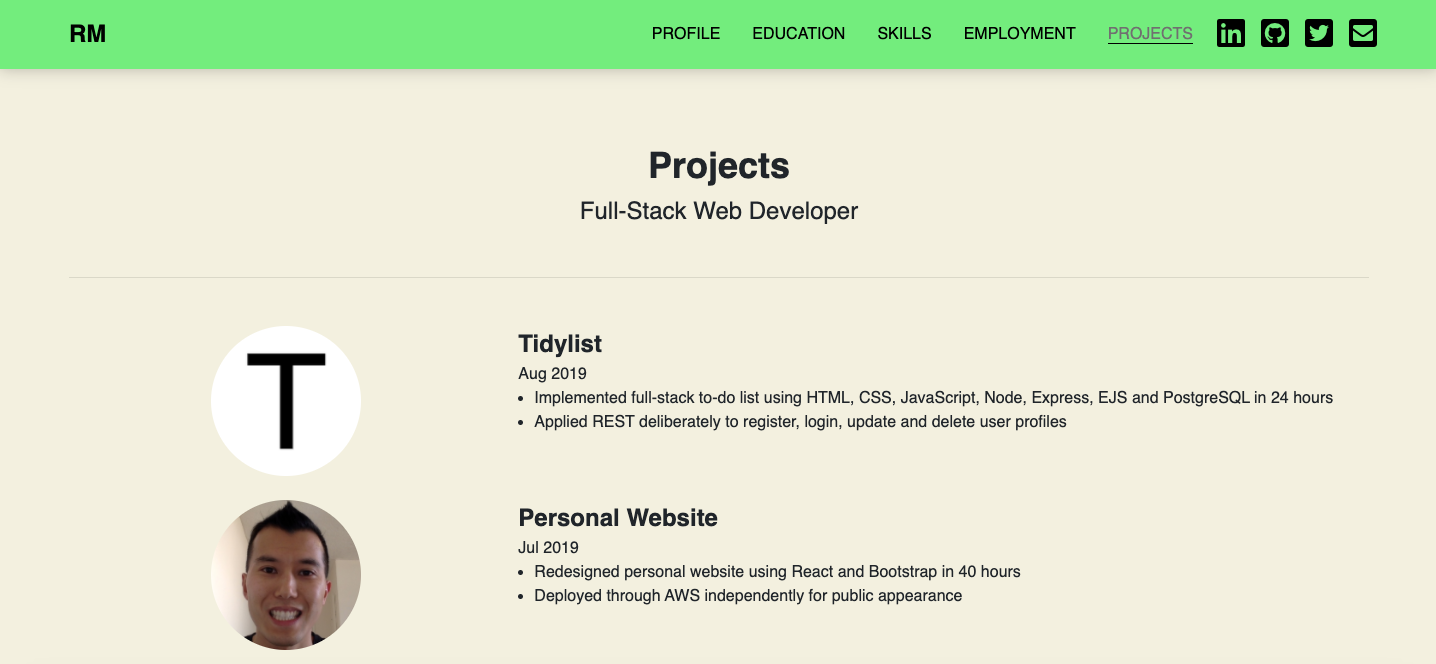 RM
PROFILE EDUCATION SKILLS EMPLOYMENT PROJECTS
Projects
Full-Stack Web Developer
T
Tidylist
Aug 2019
• Implemented full-stack to-do list using HTML, CSS, JavaScript, Node, Express, EJS and PostgreSQL in 24 hours
• Applied REST deliberately to register, login, update and delete user profiles
Personal Website
Jul 2019
• Redesigned personal website using React and Bootstrap in 40 hours
• Deployed through AWS independently for public appearance